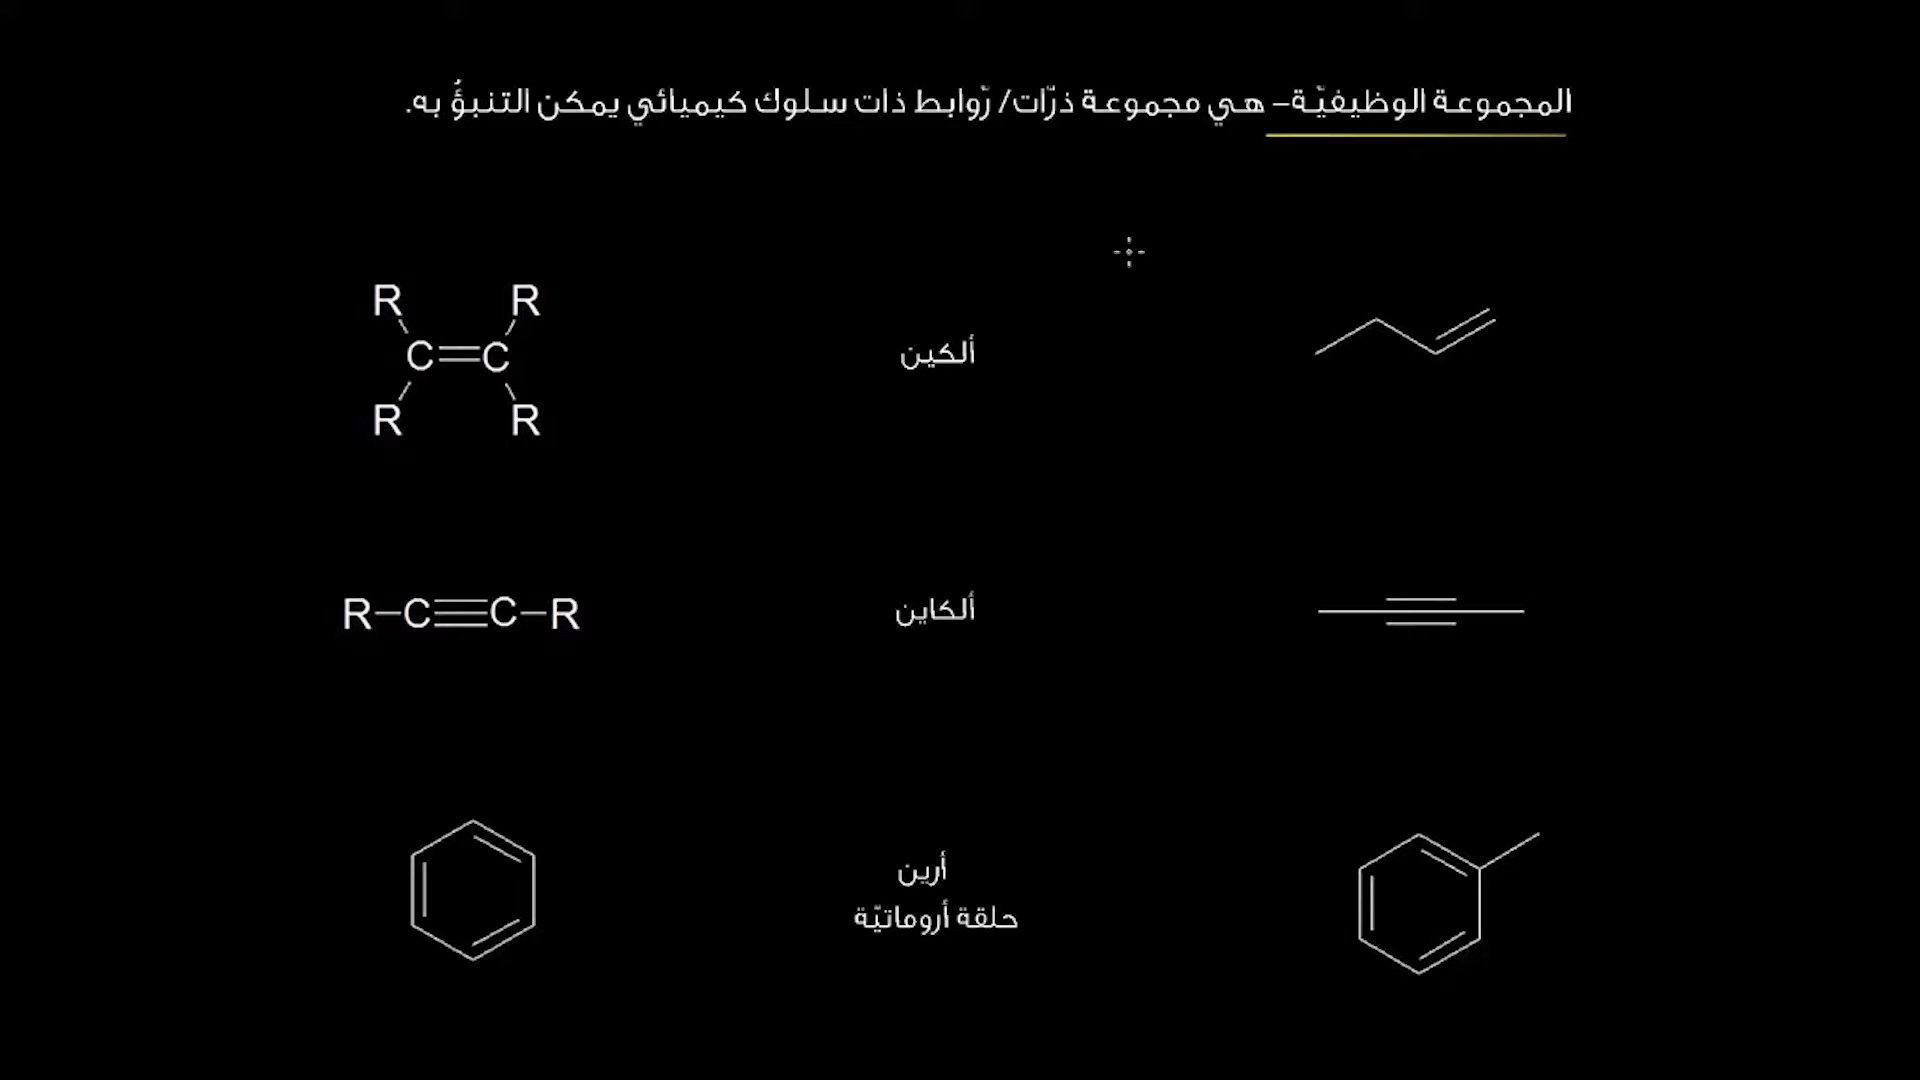 المجموعة الوظيفيّة- هي مجموعة ذرّات/ رّوابط ذات سلوك كيميائي يمكن التنبؤُ به.
R R
ألكين
C=C
R R
R-C≡C-R
ألكاين
أرين
حلقة أروماتيّة